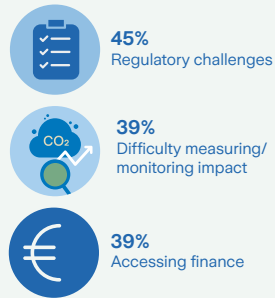 45%
Regulatory challenges
CO₂
39%
Difficulty measuring/
monitoring impact
€
39%
Accessing finance